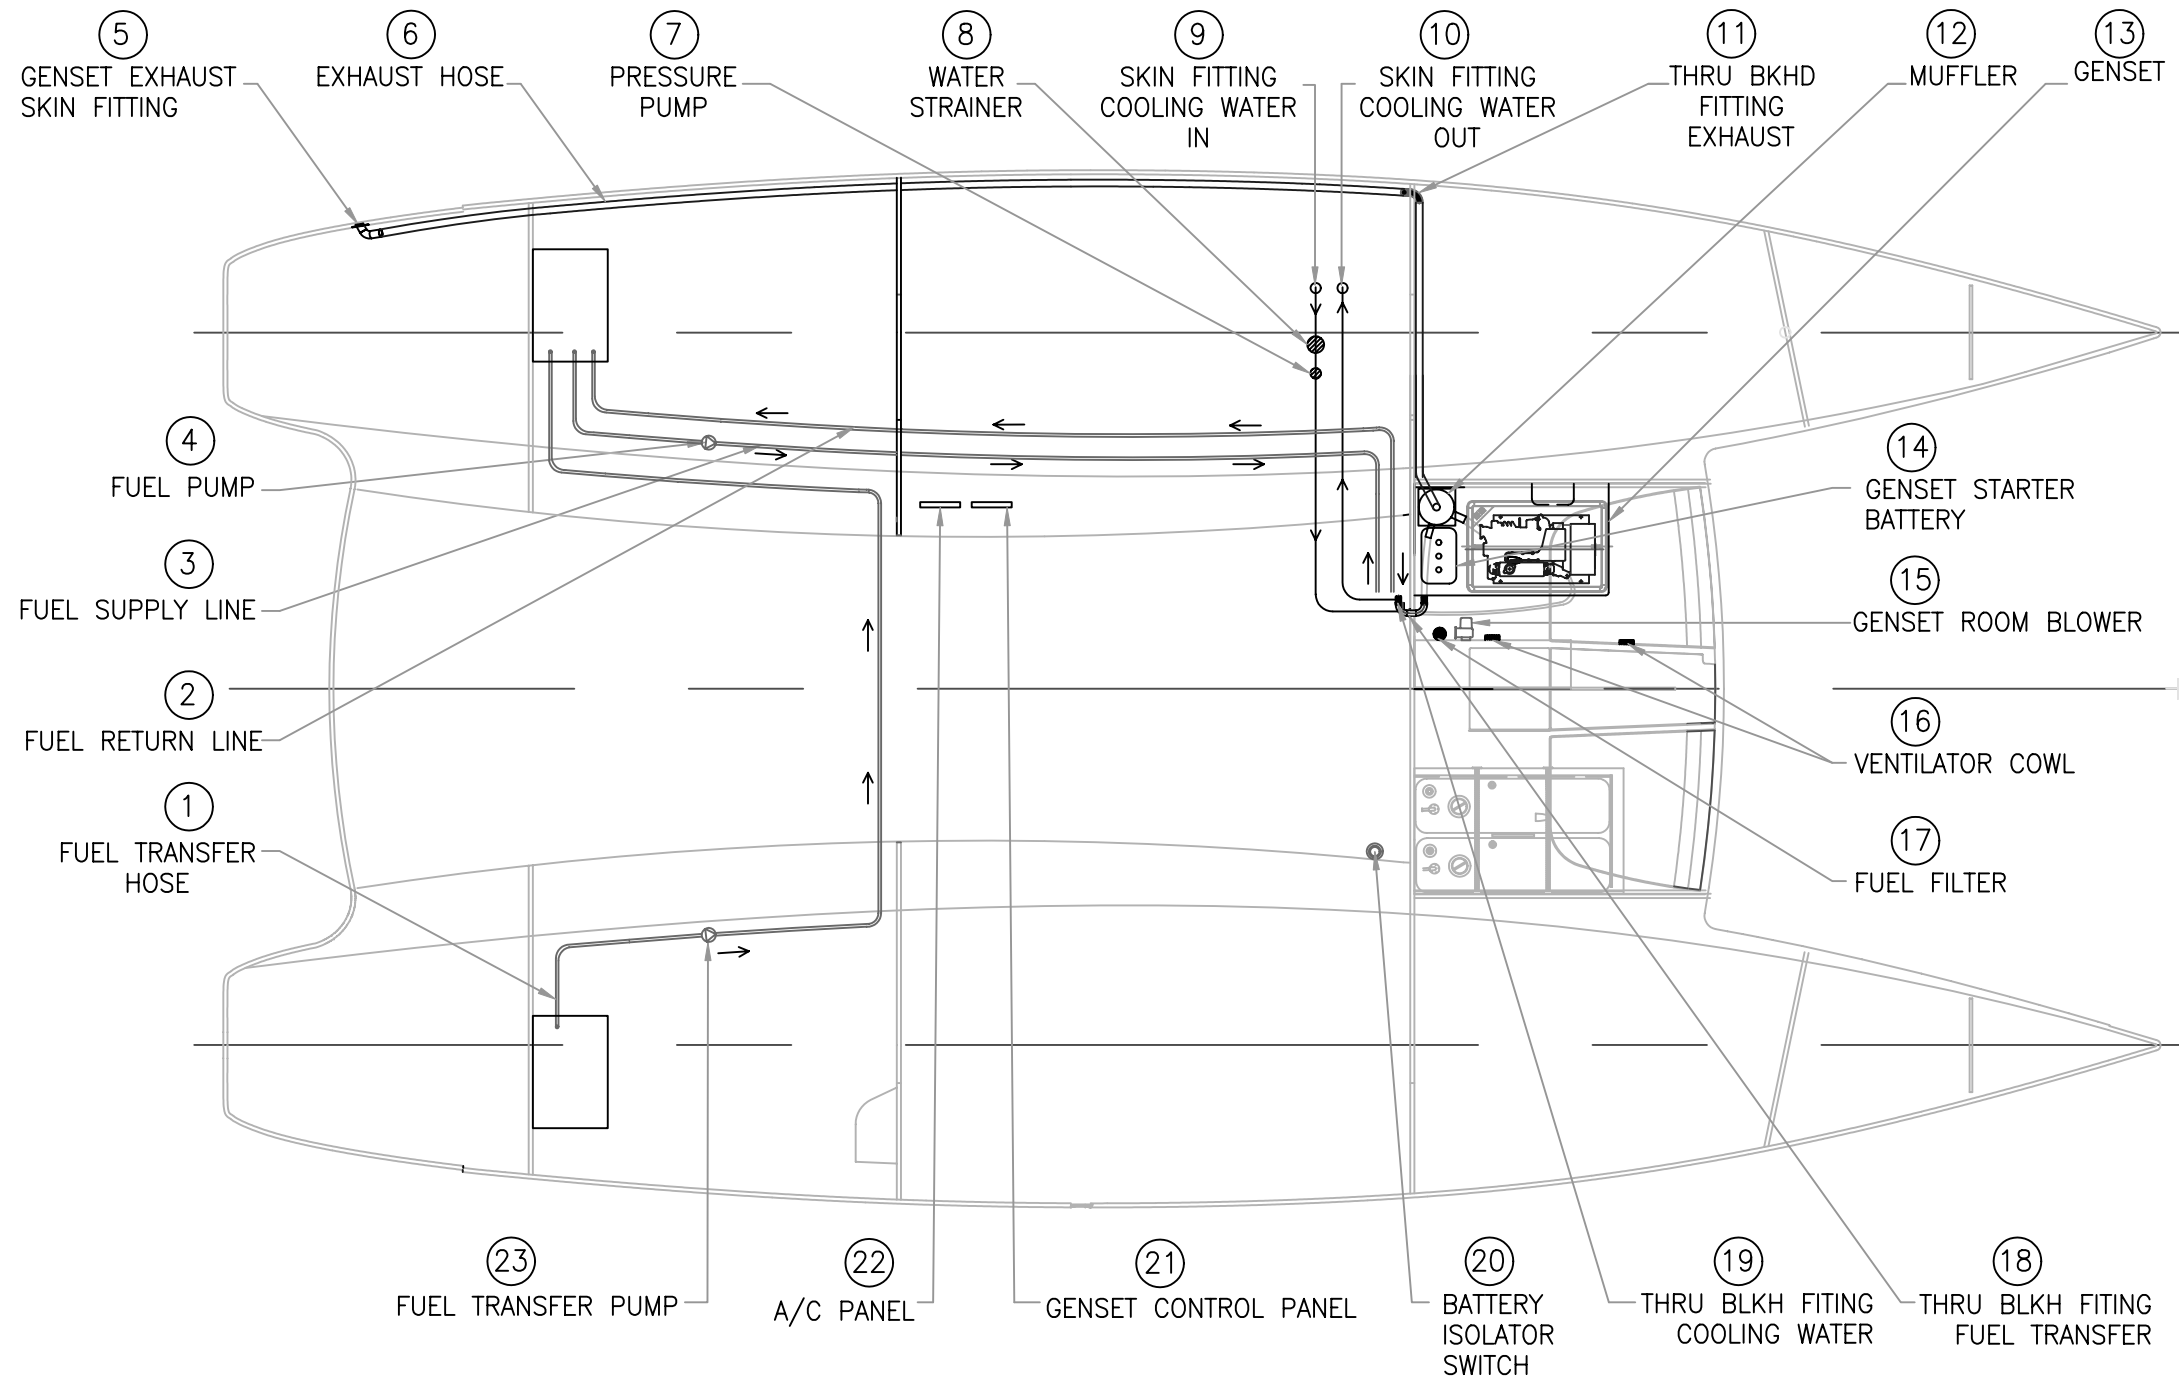 5
GENSET EXHAUST
SKIN FITTING
6
EXHAUST HOSE
7
PRESSURE
PUMP
8
WATER
STRAINER
9
SKIN FITTING
COOLING WATER
IN
10
SKIN FITTING
COOLING WATER
OUT
11
THRU BKHD
FITTING
EXHAUST
12
MUFFLER
13
GENSET
4
FUEL PUMP
3
FUEL SUPPLY LINE
2
FUEL RETURN LINE
1
FUEL TRANSFER
HOSE
14
GENSET STARTER
BATTERY
15
GENSET ROOM BLOWER
16
VENTILATOR COWL
17
FUEL FILTER
23
FUEL TRANSFER PUMP
22
A/C PANEL
21
GENSET CONTROL PANEL
20
BATTERY
ISOLATOR
SWITCH
19
THRU BLKH FITING
COOLING WATER
18
THRU BLKH FITING
FUEL TRANSFER